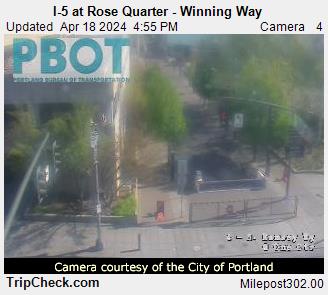 I-5 at Rose Quarter - Winning Way
Updated Apr 18 2024 4:55 PM Camera 4
PBOT
PORTLAND BUREAU OF TRANSPORTATION
Camera courtesy of the City of Portland
TripCheck.com Milepost302.00